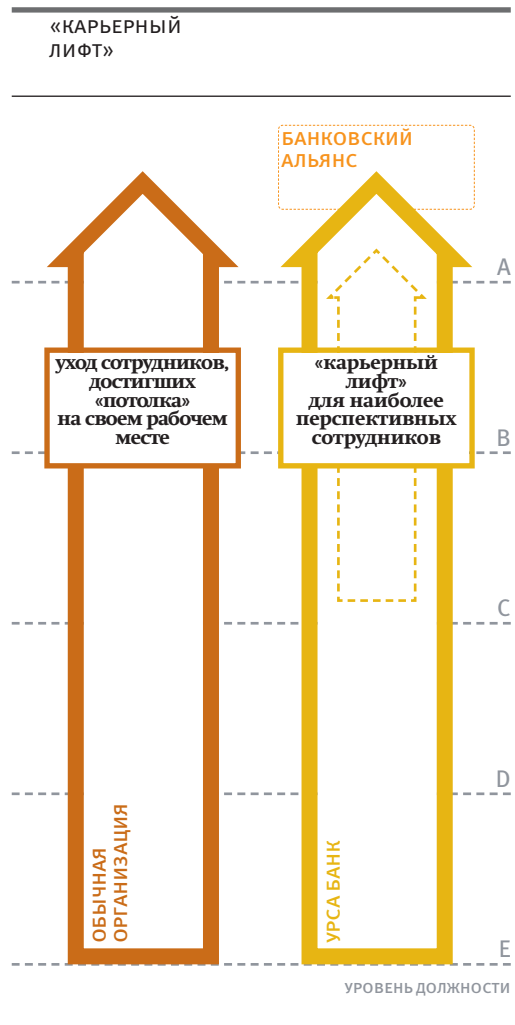 «КАРЬЕРНЫЙ
ЛИФТ»
БАНКОВСКИЙ
АЛЬЯНС
A
уход сотрудников,
достигших
«потолка»
на своем рабочем
месте
«карьерный
лифт»
для наиболее
перспективных
сотрудников
B
C
D
ОБЫЧНАЯ
ОРГАНИЗАЦИЯ
УРСА БАНК
E
УРОВЕНЬ ДОЛЖНОСТИ